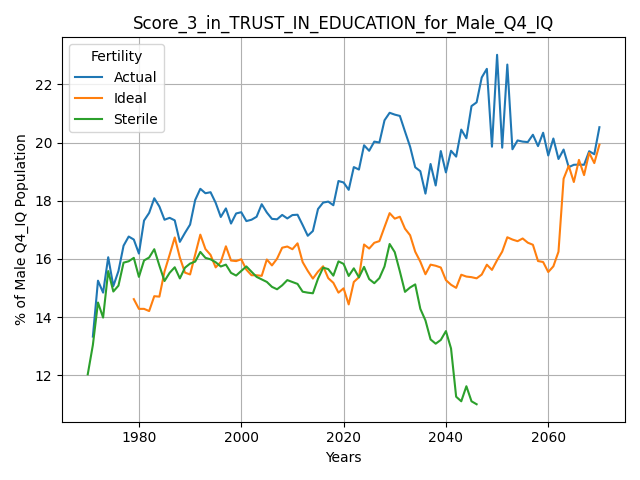 Score_3_in_TRUST_IN_EDUCATION_for_Male_Q4_IQ
Fertility
Actual
Ideal
Sterile
% of Male Q4_IQ Population
22
20
18
16
14
12
1980
2000
2020
2040
2060
Years